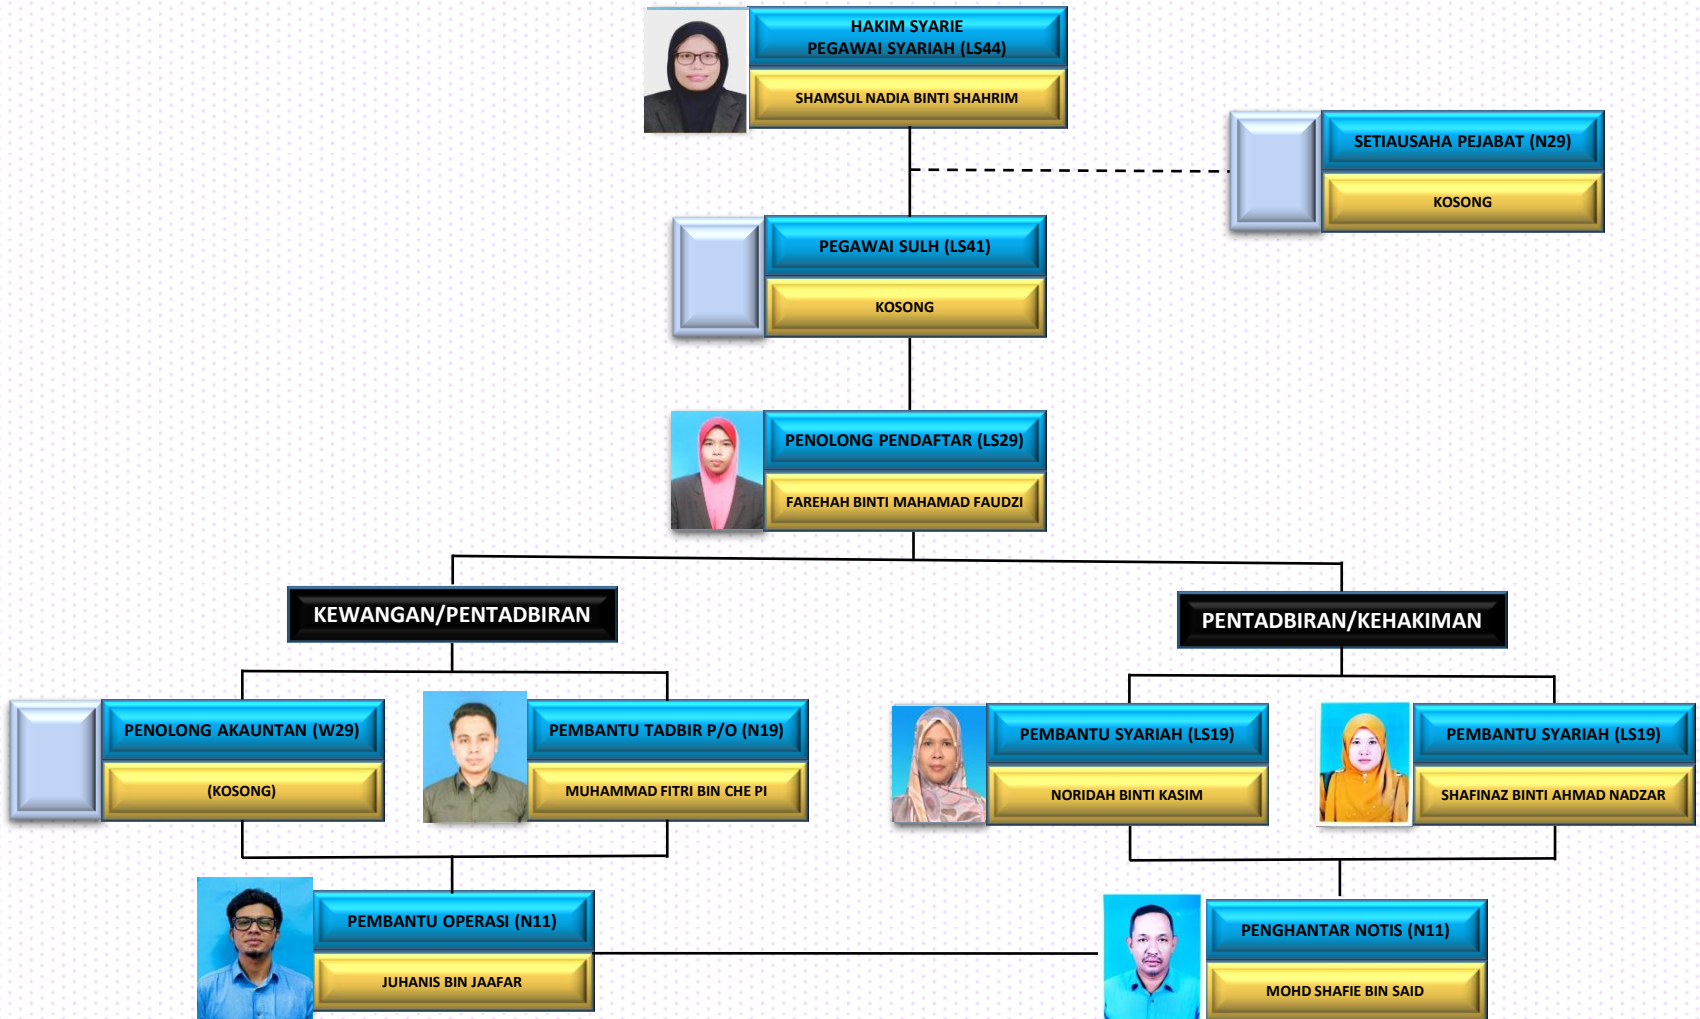 HAKIM SYARIE
PEGAWAI SYARIAH (LS44)
SHAMSUL NADIA BINTI SHAHRIM
SETIAUSAHA PEJABAT (N29)
KOSONG
PEGAWAI SULH (LS41)
KOSONG
PENOLONG PENDAFTAR (LS29)
FAREHAH BINTI MAHAMAD FAUDZI
KEWANGAN/PENTADBIRAN
PENTADBIRAN/KEHAKIMAN
PENOLONG AKAUNTAN (W29)
(KOSONG)
PEMBANTU TADBIR P/O (N19)
MUHAMMAD FITRI BIN CHE PI
PEMBANTU SYARIAH (LS19)
NORIDAH BINTI KASIM
PEMBANTU SYARIAH (LS19)
SHAFINAZ BINTI AHMAD NADZAR
PEMBANTU OPERASI (N11)
JUHANIS BIN JAAFAR
PENGHANTAR NOTIS (N11)
MOHD SHAFIE BIN SAID